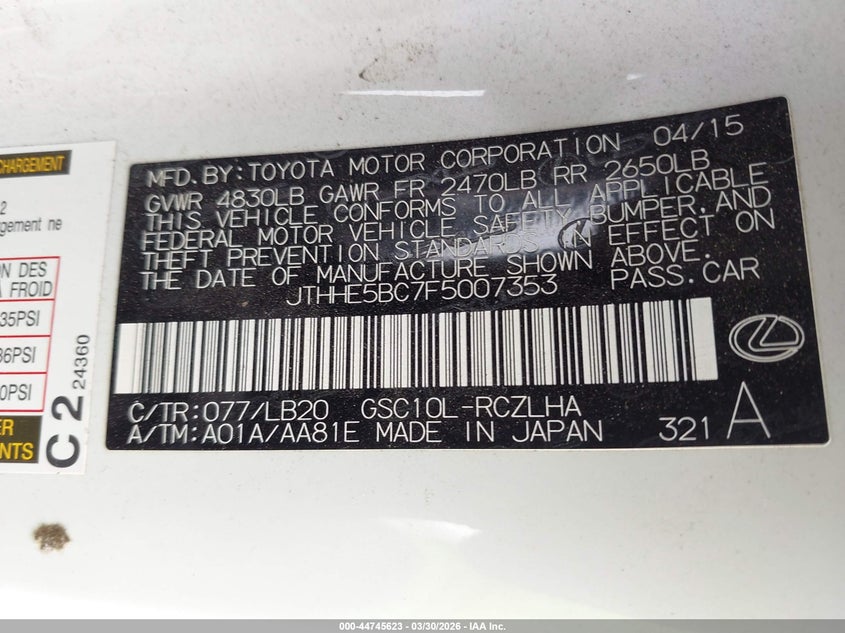 CHARGEMENT
2
gement ne
ON DES
A FROID
35PSI
36PSI
0PSI
ER
ENTS
C 2 24360
MFD. BY: TOYOTA MOTOR CORPORATION 04/15
GVWR 4830LB GAWR FR 2470LB RR 2650LB
THIS VEHICLE CONFORMS TO ALL APPLICABLE
FEDERAL MOTOR VEHICLE SAFETY, BUMPER, AND
THEFT PREVENTION STANDARDS IN EFFECT ON
THE DATE OF MANUFACTURE SHOWN ABOVE.
JTHHE5BC7F5007353 PASS.CAR
C/TR: 077/LB20 GSC10L-RCZLHA
A/TM: A01A/AA81E MADE IN JAPAN 321 A
000-44745623 — 03/30/2026 — IAA Inc.